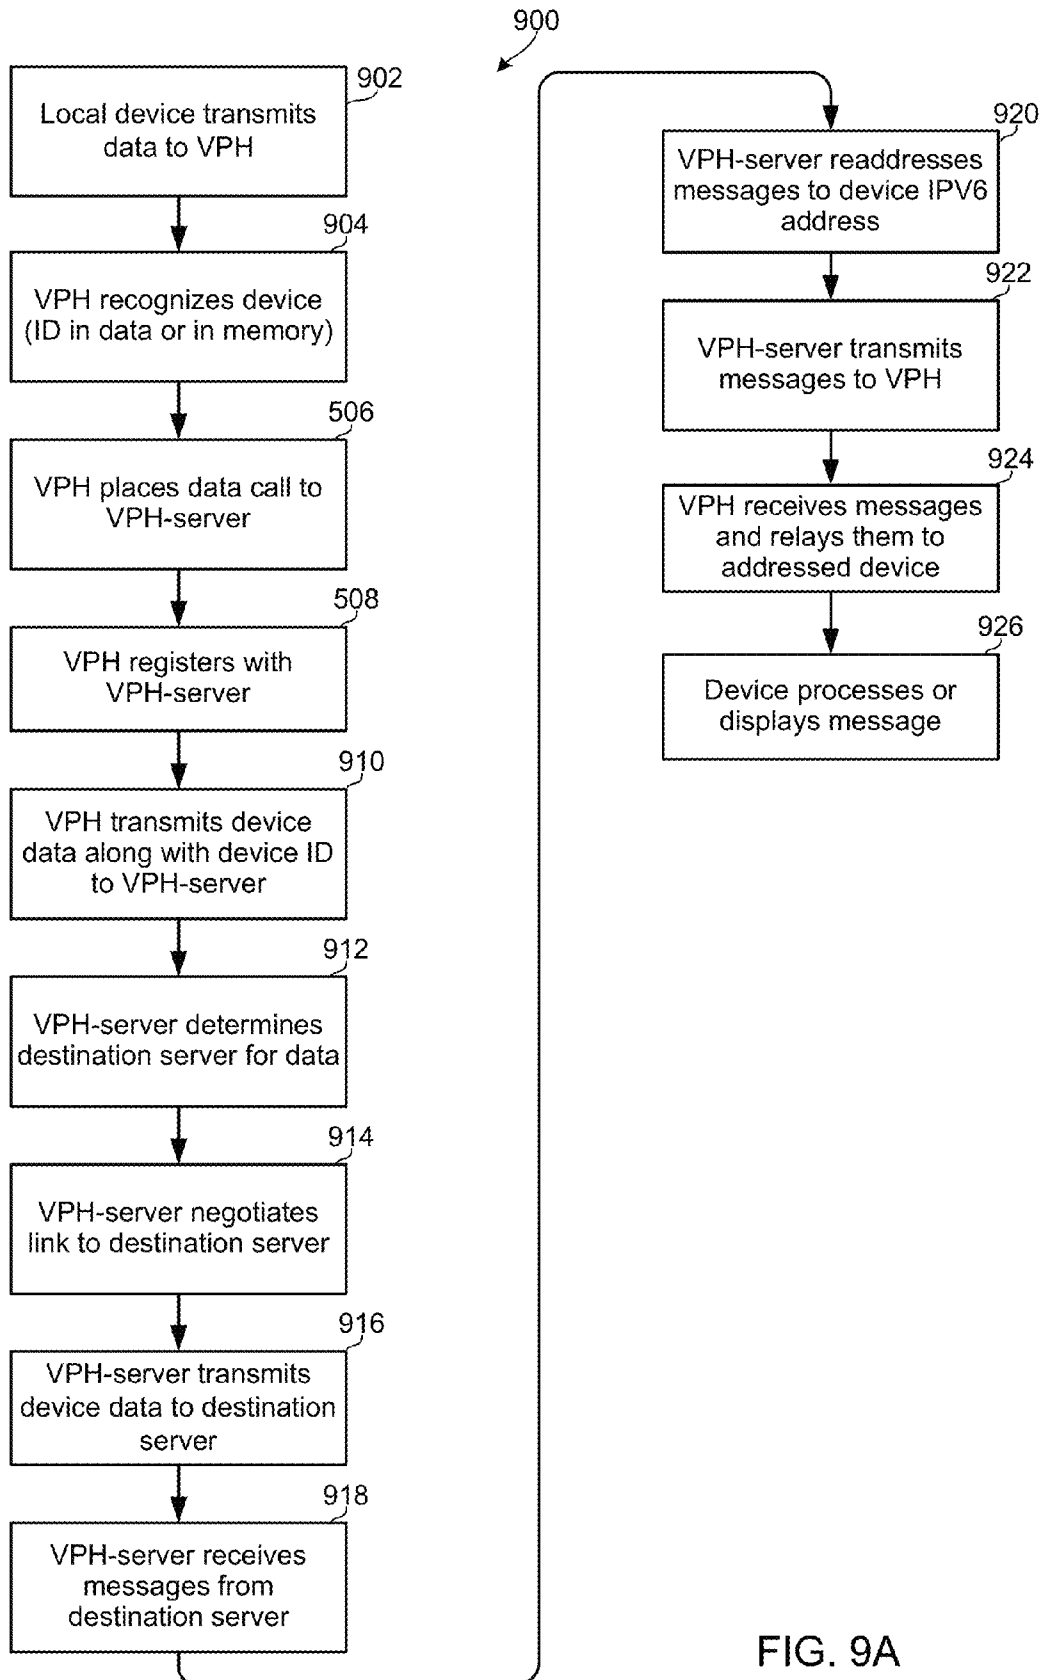 900
902
Local device transmits
data to VPH
904
VPH recognizes device
(ID in data or in memory)
506
VPH places data call to
VPH-server
508
VPH registers with
VPH-server
910
VPH transmits device
data along with device ID
to VPH-server
912
VPH-server determines
destination server for data
914
VPH-server negotiates
link to destination server
916
VPH-server transmits
device data to destination
server
918
VPH-server receives
messages from
destination server
920
VPH-server readdresses
messages to device IPV6
address
922
VPH-server transmits
messages to VPH
924
VPH receives messages
and relays them to
addressed device
926
Device processes or
displays message
FIG. 9A